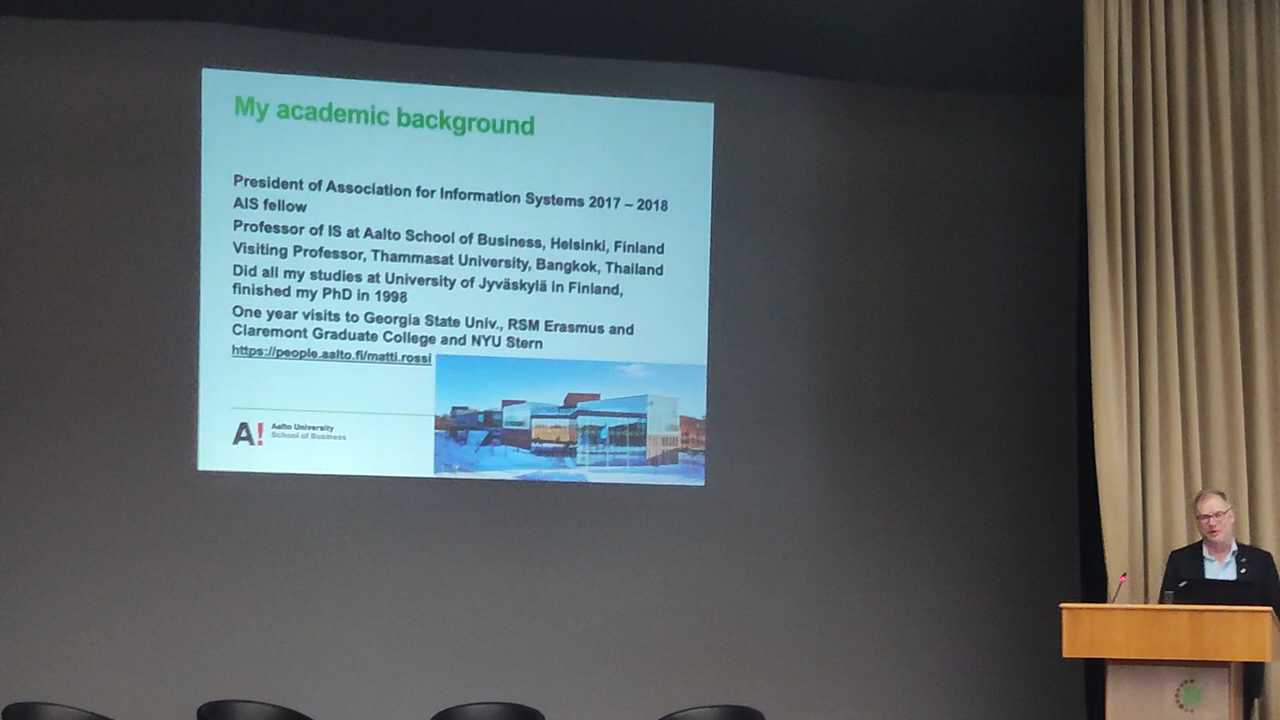 My academic background
President of Association for Information Systems 2017 – 2018
AIS fellow
Professor of IS at Aalto School of Business, Helsinki, Finland
Visiting Professor, Thammasat University, Bangkok, Thailand
Did all my studies at University of Jyväskylä in Finland,
finished my PhD in 1998
One year visits to Georgia State Univ., RSM Erasmus and
Claremont Graduate College and NYU Stern
https://people.aalto.fi/matti.rossi
A! Aalto University
School of Business